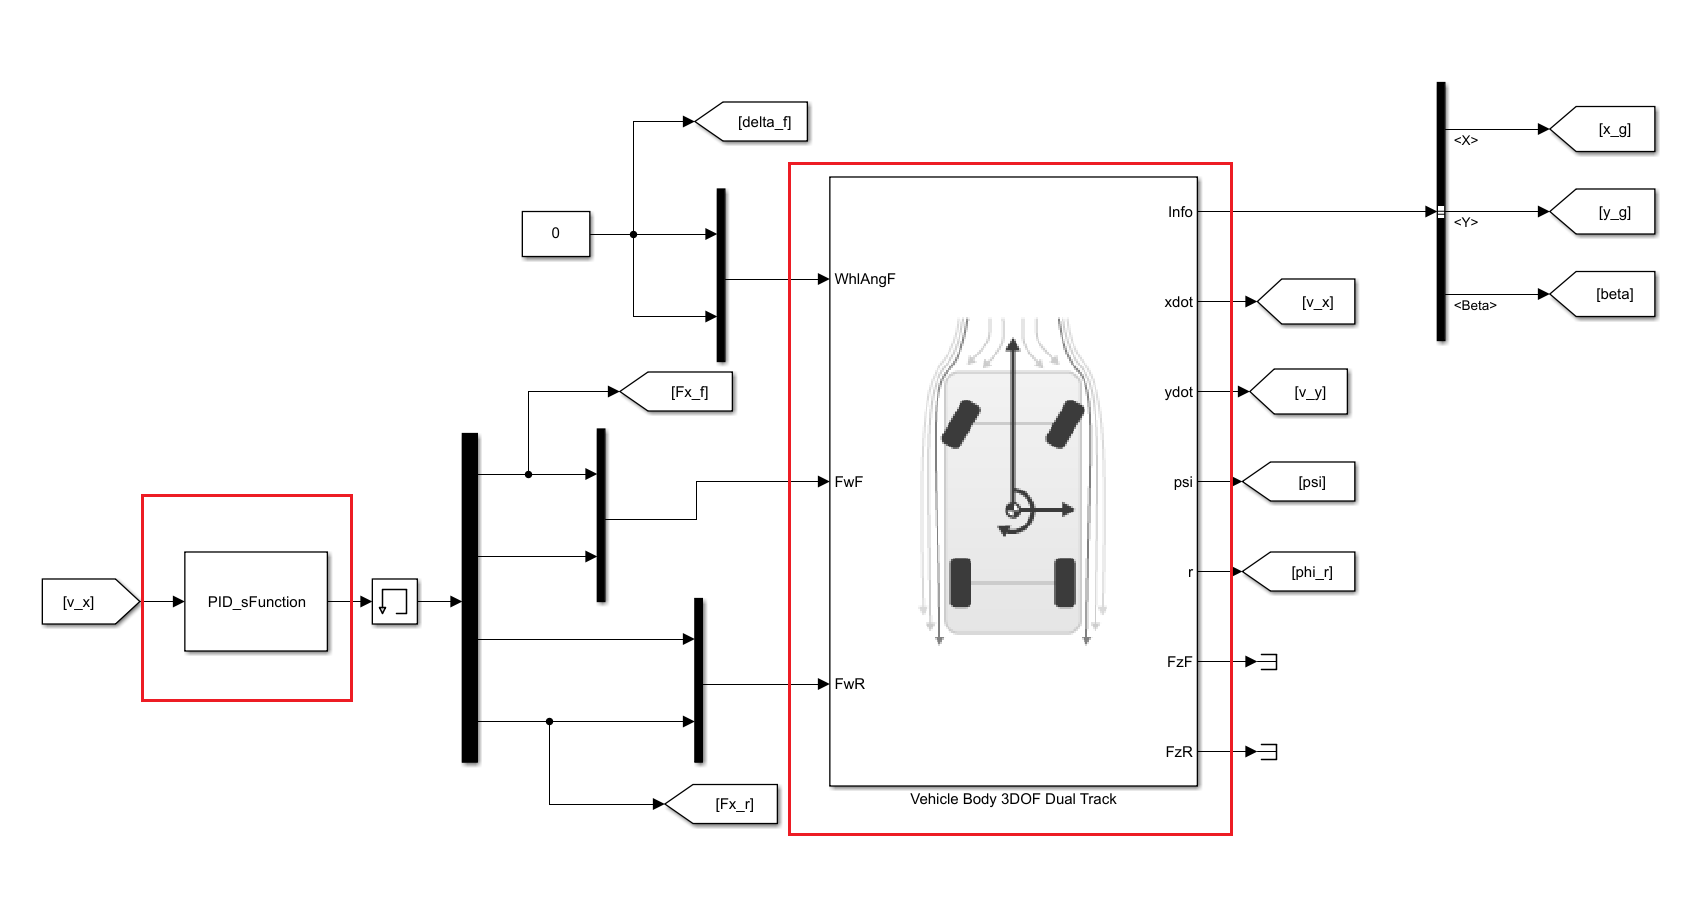 [delta_f]
0
[Fx_f]
[v_x]
PID_sFunction
[Fx_r]
WhlAngF
FwF
FwR
Info
xdot
ydot
psi
r
FzF
FzR
Vehicle Body 3DOF Dual Track
[v_x]
[v_y]
[psi]
[phi_r]
<X>
<Y>
<Beta>
[x_g]
[y_g]
[beta]